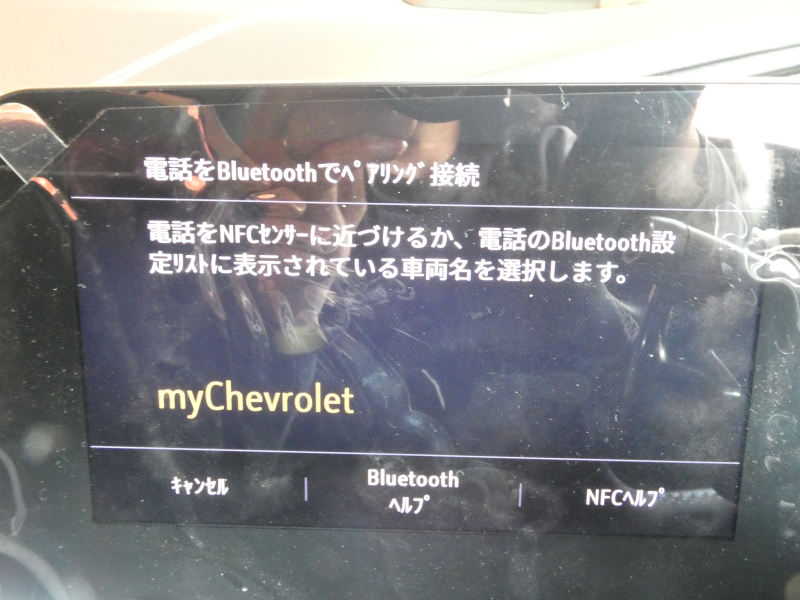 電話をBluetoothでﾍﾟｱﾘﾝｸﾞ接続
電話をNFCｾﾝｻｰに近づけるか、電話のBluetooth設
定ﾘｽﾄに表示されている車両名を選択します。
myChevrolet
ｷｬﾝｾﾙ
Bluetooth
ﾍﾙﾌﾟ
NFCﾍﾙﾌﾟ